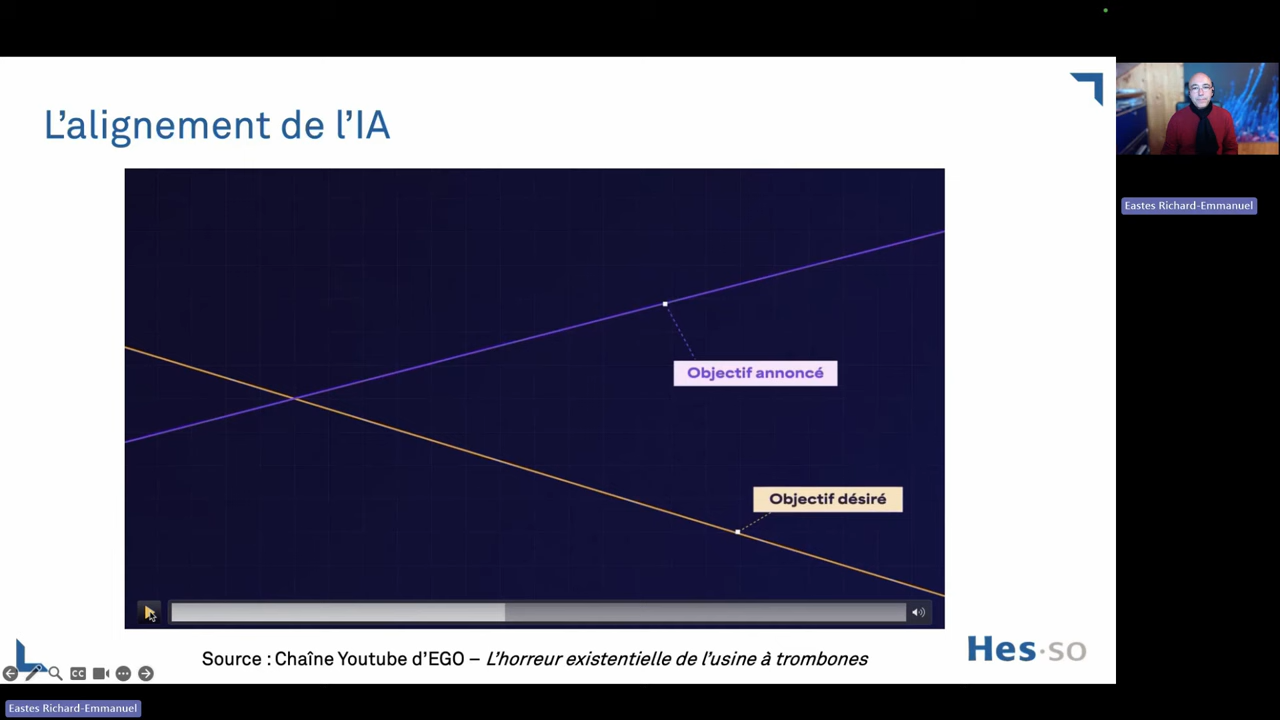 L'alignement de l'IA
Objectif annoncé
Objectif désiré
Source : Chaîne Youtube d'EGO – L'horreur existentielle de l'usine à trombones
Hes·so
CC
Eastes Richard-Emmanuel
Eastes Richard-Emmanuel